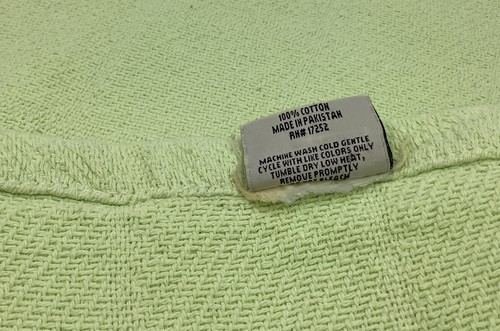 100% COTTON
MADE IN PAKISTAN
RN# 17252
MACHINE WASH COLD GENTLE
CYCLE WITH LIKE COLORS ONLY
TUMBLE DRY LOW HEAT,
REMOVE PROMPTLY
BLEACH